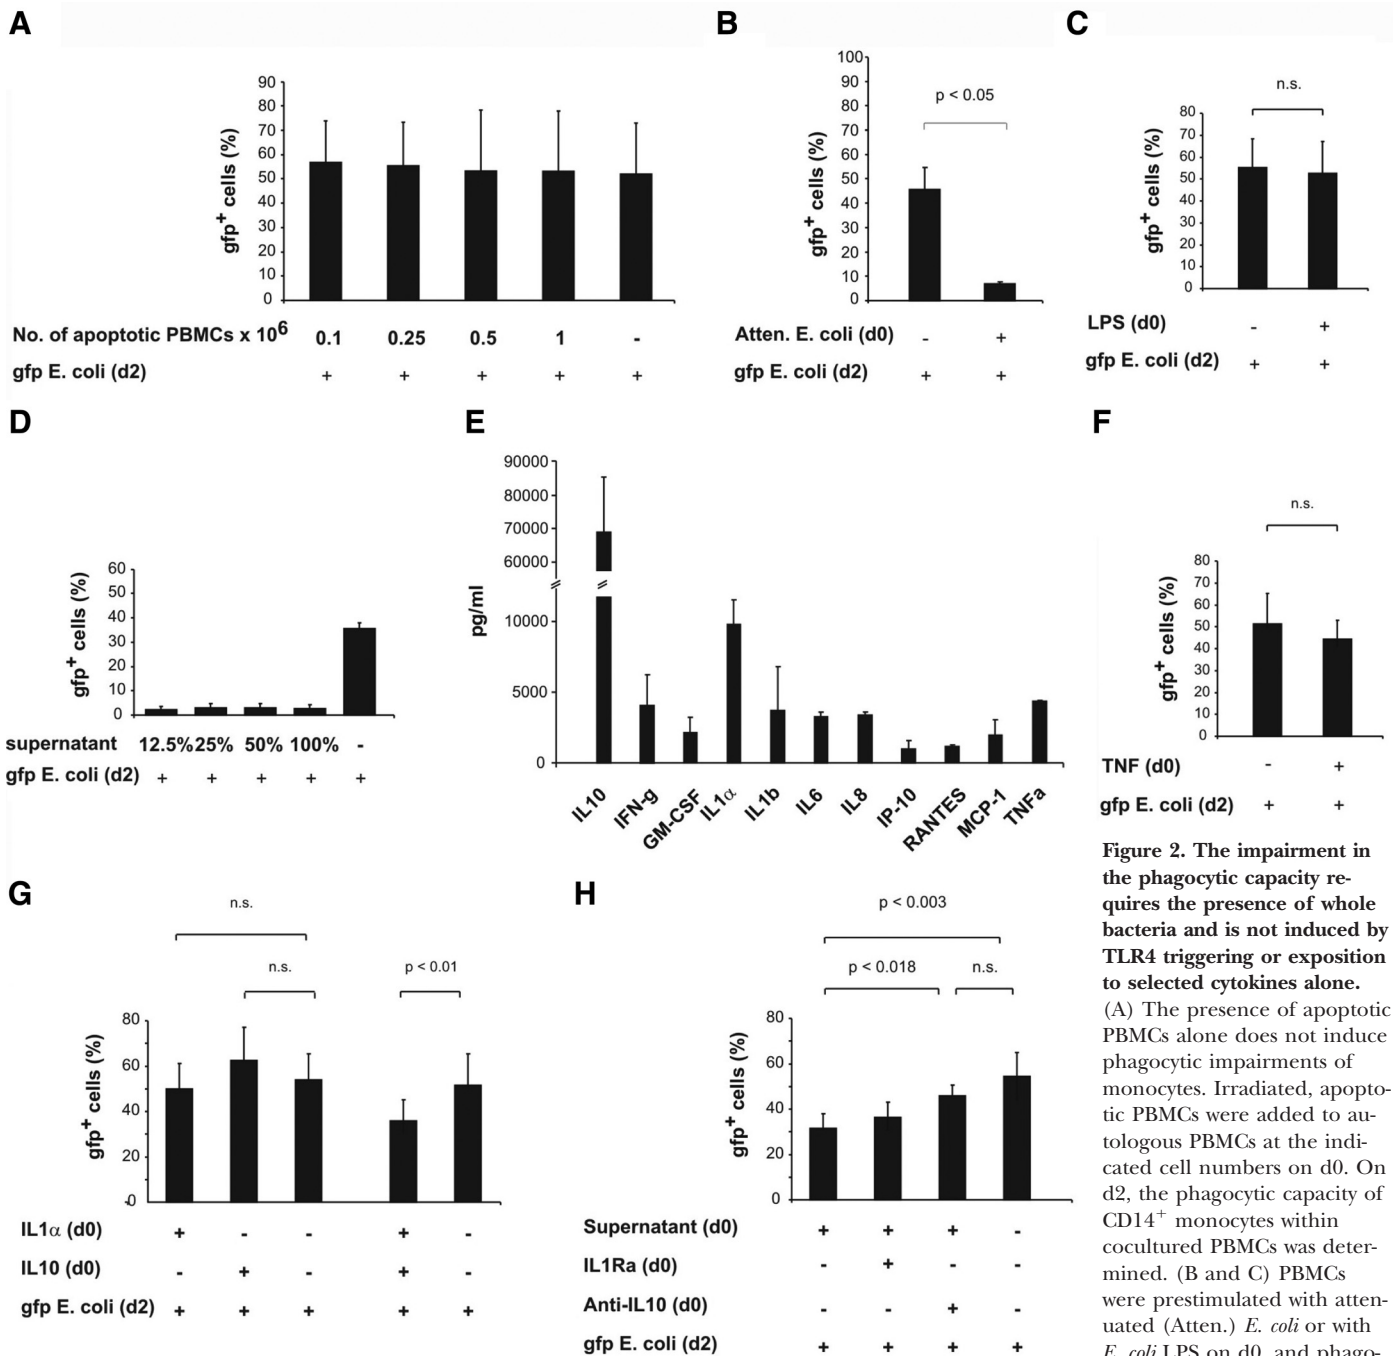 A
90
80
70
60
50
40
30
20
10
0
gfp+ cells (%)
No. of apoptotic PBMCs x 10^6 0.1 0.25 0.5 1 -
gfp E. coli (d2) + + + + +
B
100
90
80
70
60
50
40
30
20
10
0
gfp+ cells (%)
p < 0.05
Atten. E. coli (d0) - +
gfp E. coli (d2) + +
C
n.s.
80
70
60
50
40
30
20
10
0
gfp+ cells (%)
LPS (d0) - +
gfp E. coli (d2) + +
D
60
50
40
30
20
10
0
gfp+ cells (%)
supernatant 12.5% 25% 50% 100% -
gfp E. coli (d2) + + + + +
E
90000
80000
70000
60000
10000
5000
0
pg/ml
IL10 IFN-g GM-CSF IL1α IL1b IL6 IL8 IP-10 RANTES MCP-1 TNFa
F
n.s.
80
70
60
50
40
30
20
10
0
gfp+ cells (%)
TNF (d0) - +
gfp E. coli (d2) + +
G
n.s.
n.s. p < 0.01
80
60
40
20
0
gfp+ cells (%)
IL1α (d0) + - - + -
IL10 (d0) - + - + -
gfp E. coli (d2) + + + + +
H
p < 0.003
p < 0.018 n.s.
80
60
40
20
0
gfp+ cells (%)
Supernatant (d0) + + + -
IL1Ra (d0) - + - -
Anti-IL10 (d0) - - + -
gfp E. coli (d2) + + + +
Figure 2. The impairment in
the phagocytic capacity re-
quires the presence of whole
bacteria and is not induced by
TLR4 triggering or exposition
to selected cytokines alone.
(A) The presence of apoptotic
PBMCs alone does not induce
phagocytic impairments of
monocytes. Irradiated, apopto-
tic PBMCs were added to au-
tologous PBMCs at the indi-
cated cell numbers on d0. On
d2, the phagocytic capacity of
CD14+ monocytes within
cocultured PBMCs was deter-
mined. (B and C) PBMCs
were prestimulated with atten-
uated (Atten.) E. coli or with
E. coli LPS on d0, and phago-